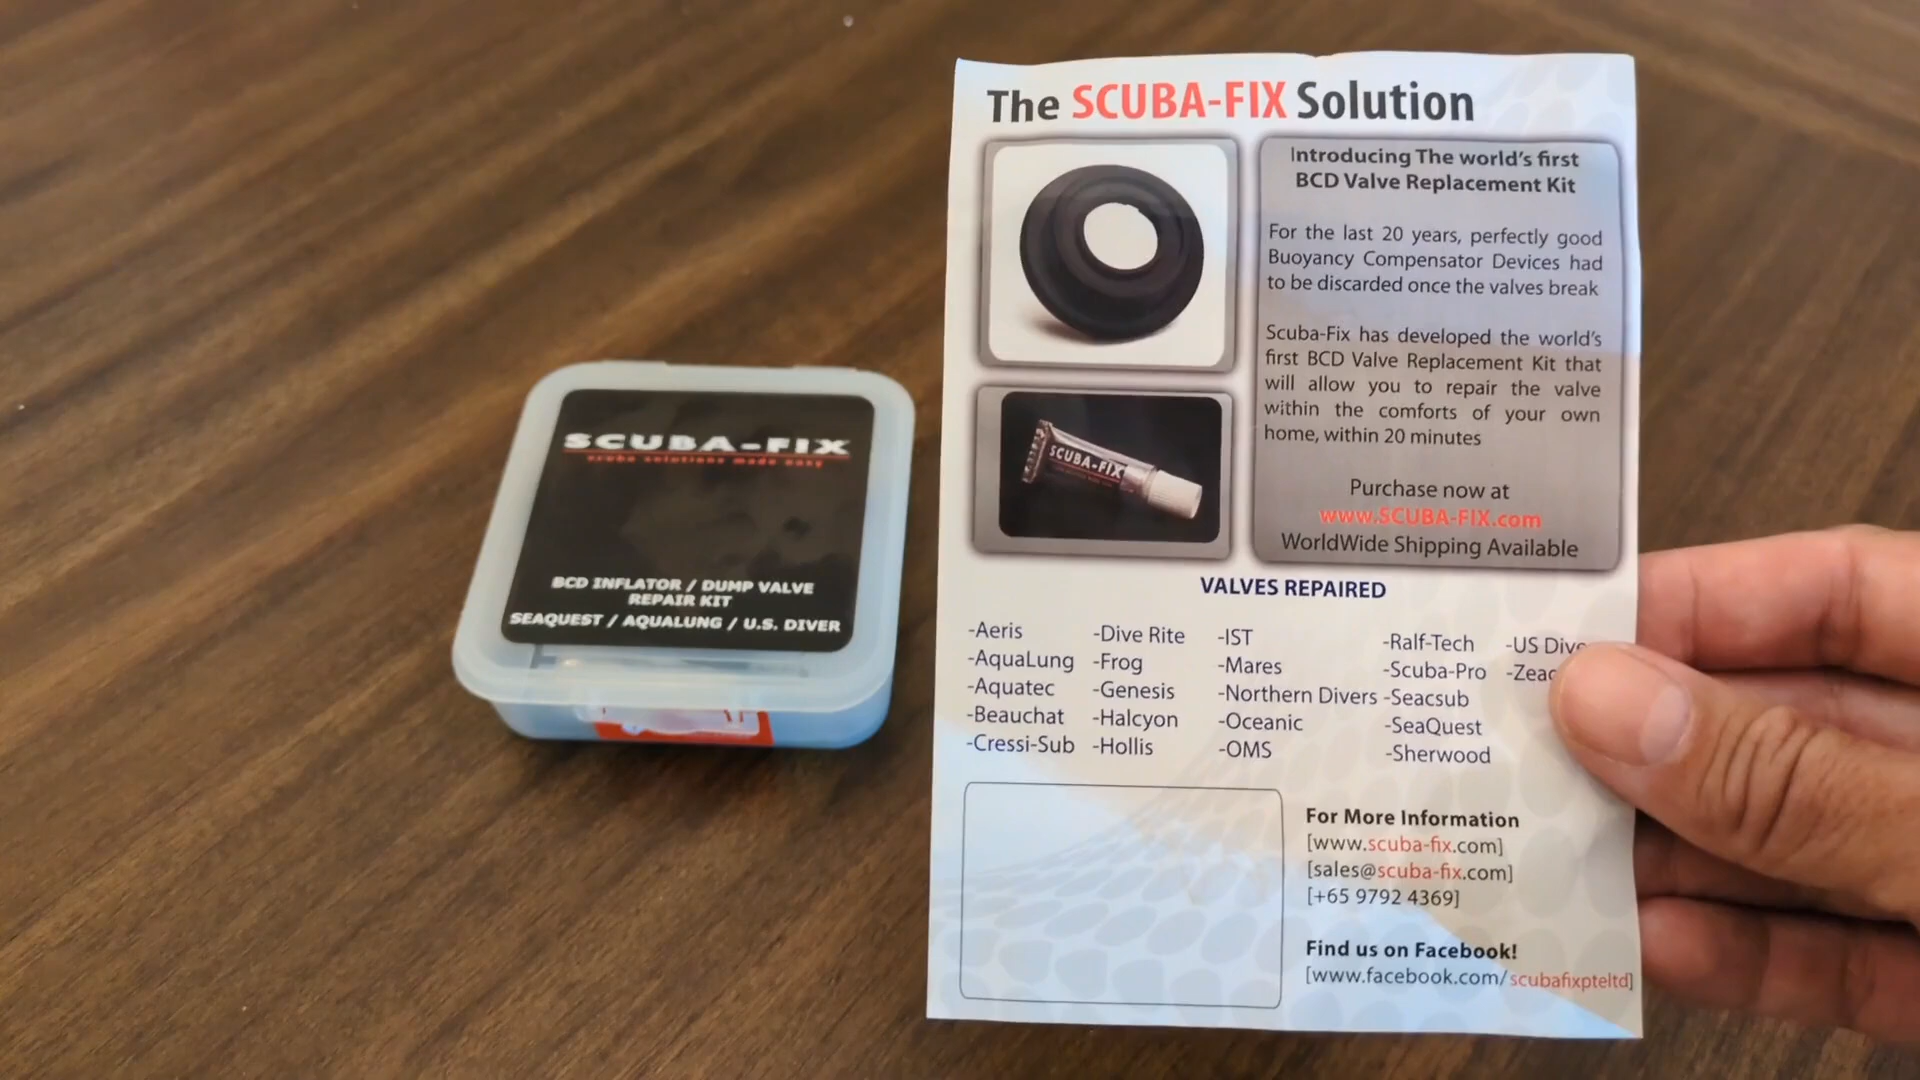 SCUBA-FIX
scuba solutions made easy
BCD INFLATOR / DUMP VALVE
REPAIR KIT
SEAQUEST / AQUALUNG / U.S. DIVER
The SCUBA-FIX Solution
SCUBA-FIX
Introducing The world's first
BCD Valve Replacement Kit
For the last 20 years, perfectly good
Buoyancy Compensator Devices had
to be discarded once the valves break
Scuba-Fix has developed the world's
first BCD Valve Replacement Kit that
will allow you to repair the valve
within the comforts of your own
home, within 20 minutes
Purchase now at
www.SCUBA-FIX.com
WorldWide Shipping Available
VALVES REPAIRED
-Aeris
-AquaLung
-Aquatec
-Beauchat
-Cressi-Sub
-Dive Rite
-Frog
-Genesis
-Halcyon
-Hollis
-IST
-Mares
-Northern Divers
-Oceanic
-OMS
-Ralf-Tech
-Scuba-Pro
-Seacsub
-SeaQuest
-Sherwood
-US
For More Information
[www.scuba-fix.com]
[sales@scuba-fix.com]
[+65 9792 4369]
Find us on Facebook!
[www.facebook.com/scubafixpteltd]